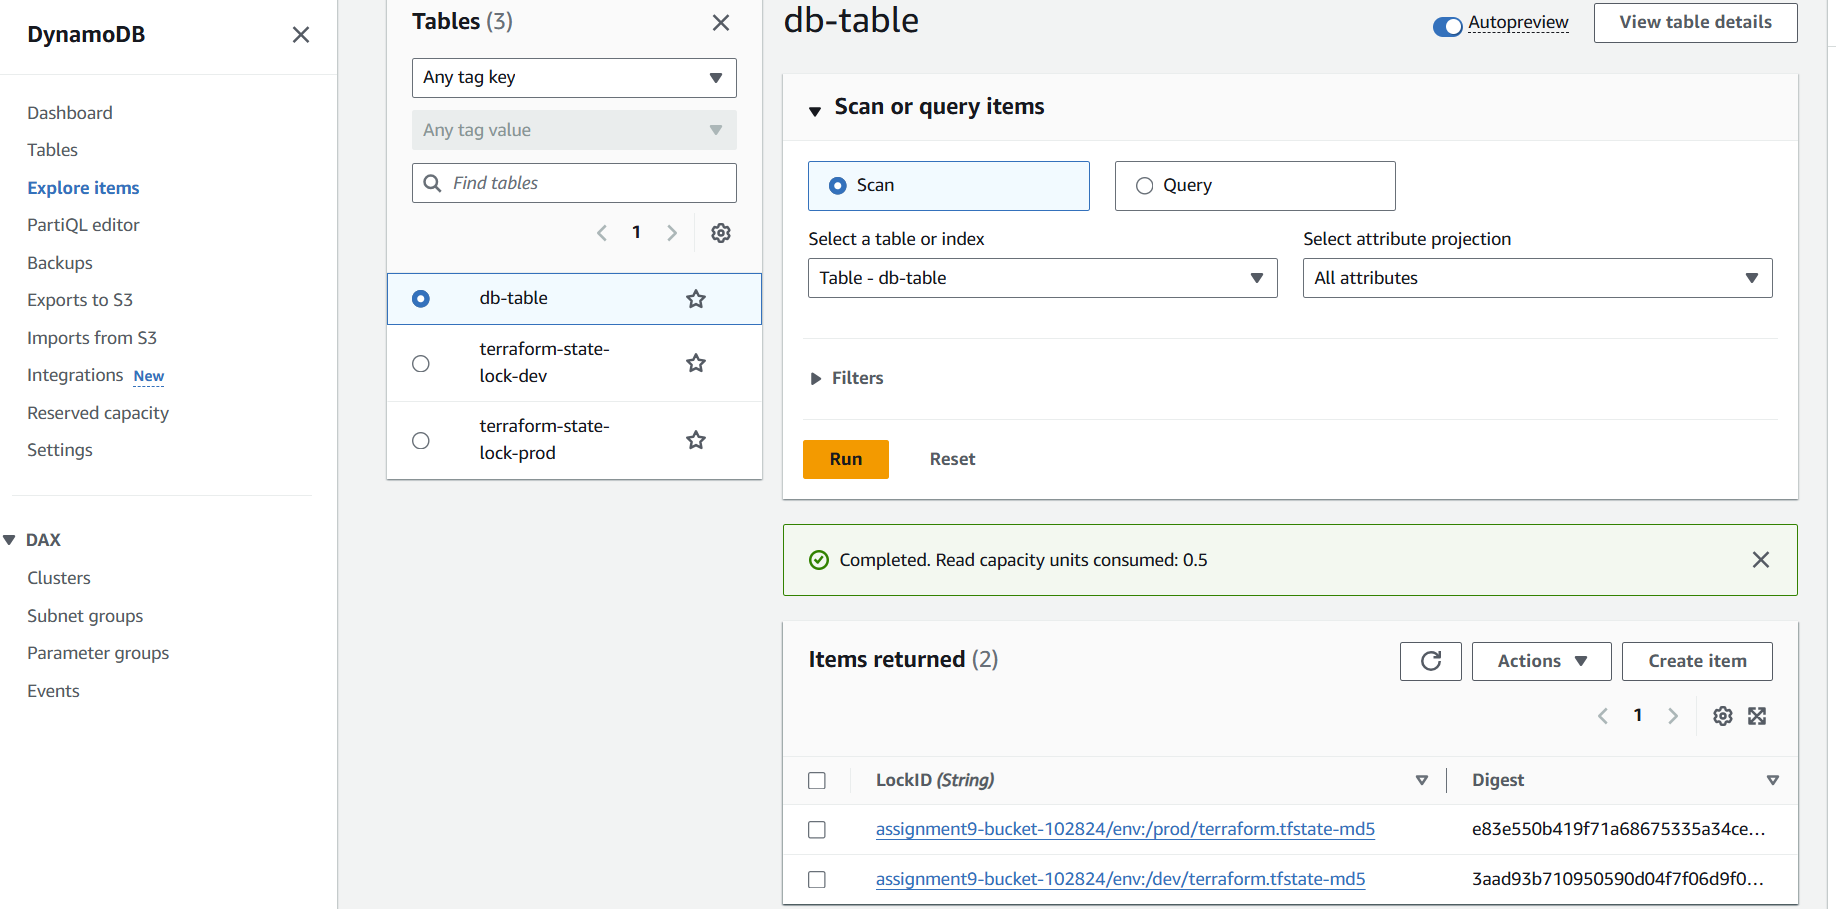 DynamoDB
Dashboard
Tables
Explore items
PartiQL editor
Backups
Exports to S3
Imports from S3
Integrations New
Reserved capacity
Settings
DAX
Clusters
Subnet groups
Parameter groups
Events
Tables (3)
Any tag key
Any tag value
Find tables
1
db-table
terraform-state-
lock-dev
terraform-state-
lock-prod
db-table
Autopreview
View table details
Scan or query items
Scan
Query
Select a table or index
Select attribute projection
Table - db-table
All attributes
Filters
Run
Reset
Completed. Read capacity units consumed: 0.5
Items returned (2)
Actions
Create item
1
LockID (String)
Digest
assignment9-bucket-102824/env:/prod/terraform.tfstate-md5
e83e550b419f71a68675335a34ce...
assignment9-bucket-102824/env:/dev/terraform.tfstate-md5
3aad93b710950590d04f7f06d9f0...